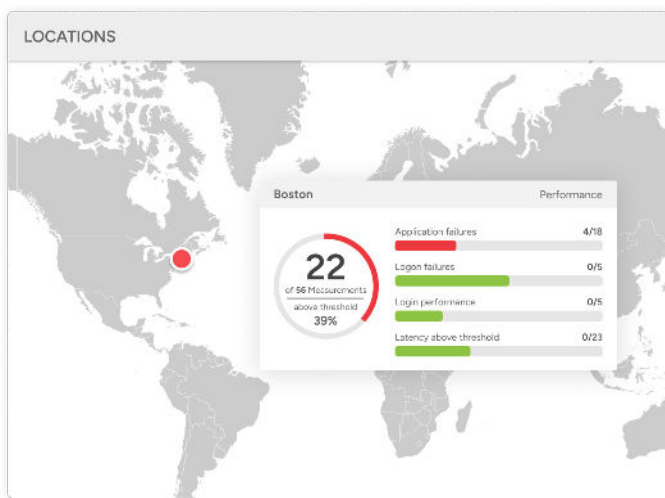 LOCATIONS
Boston
Performance
22
of 56 Measurements
above threshold
39%
Application failures 4/18
Logon failures 0/5
Login performance 0/5
Latency above threshold 0/23